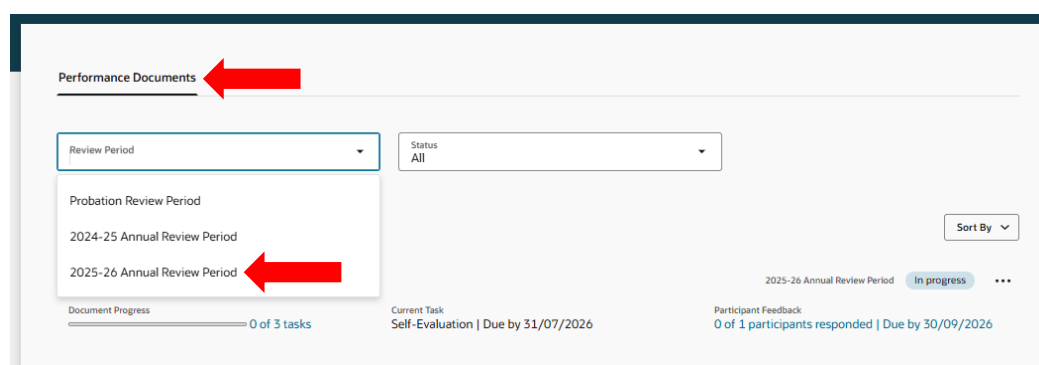 Performance Documents
Review Period
Status
All
Probation Review Period
2024-25 Annual Review Period
2025-26 Annual Review Period
Sort By
2025-26 Annual Review Period In progress
Document Progress
0 of 3 tasks
Current Task
Self-Evaluation | Due by 31/07/2026
Participant Feedback
0 of 1 participants responded | Due by 30/09/2026